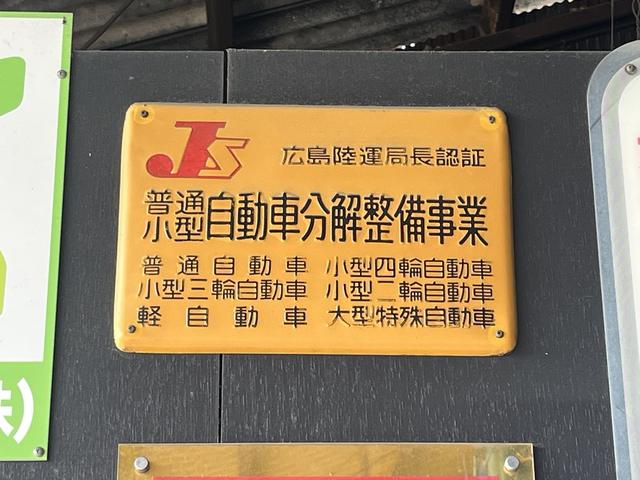 JS
広島陸運局長認証
普通
小型
自動車分解整備事業
普通自動車 小型四輪自動車
小型三輪自動車 小型二輪自動車
軽自動車 大型特殊自動車
株)